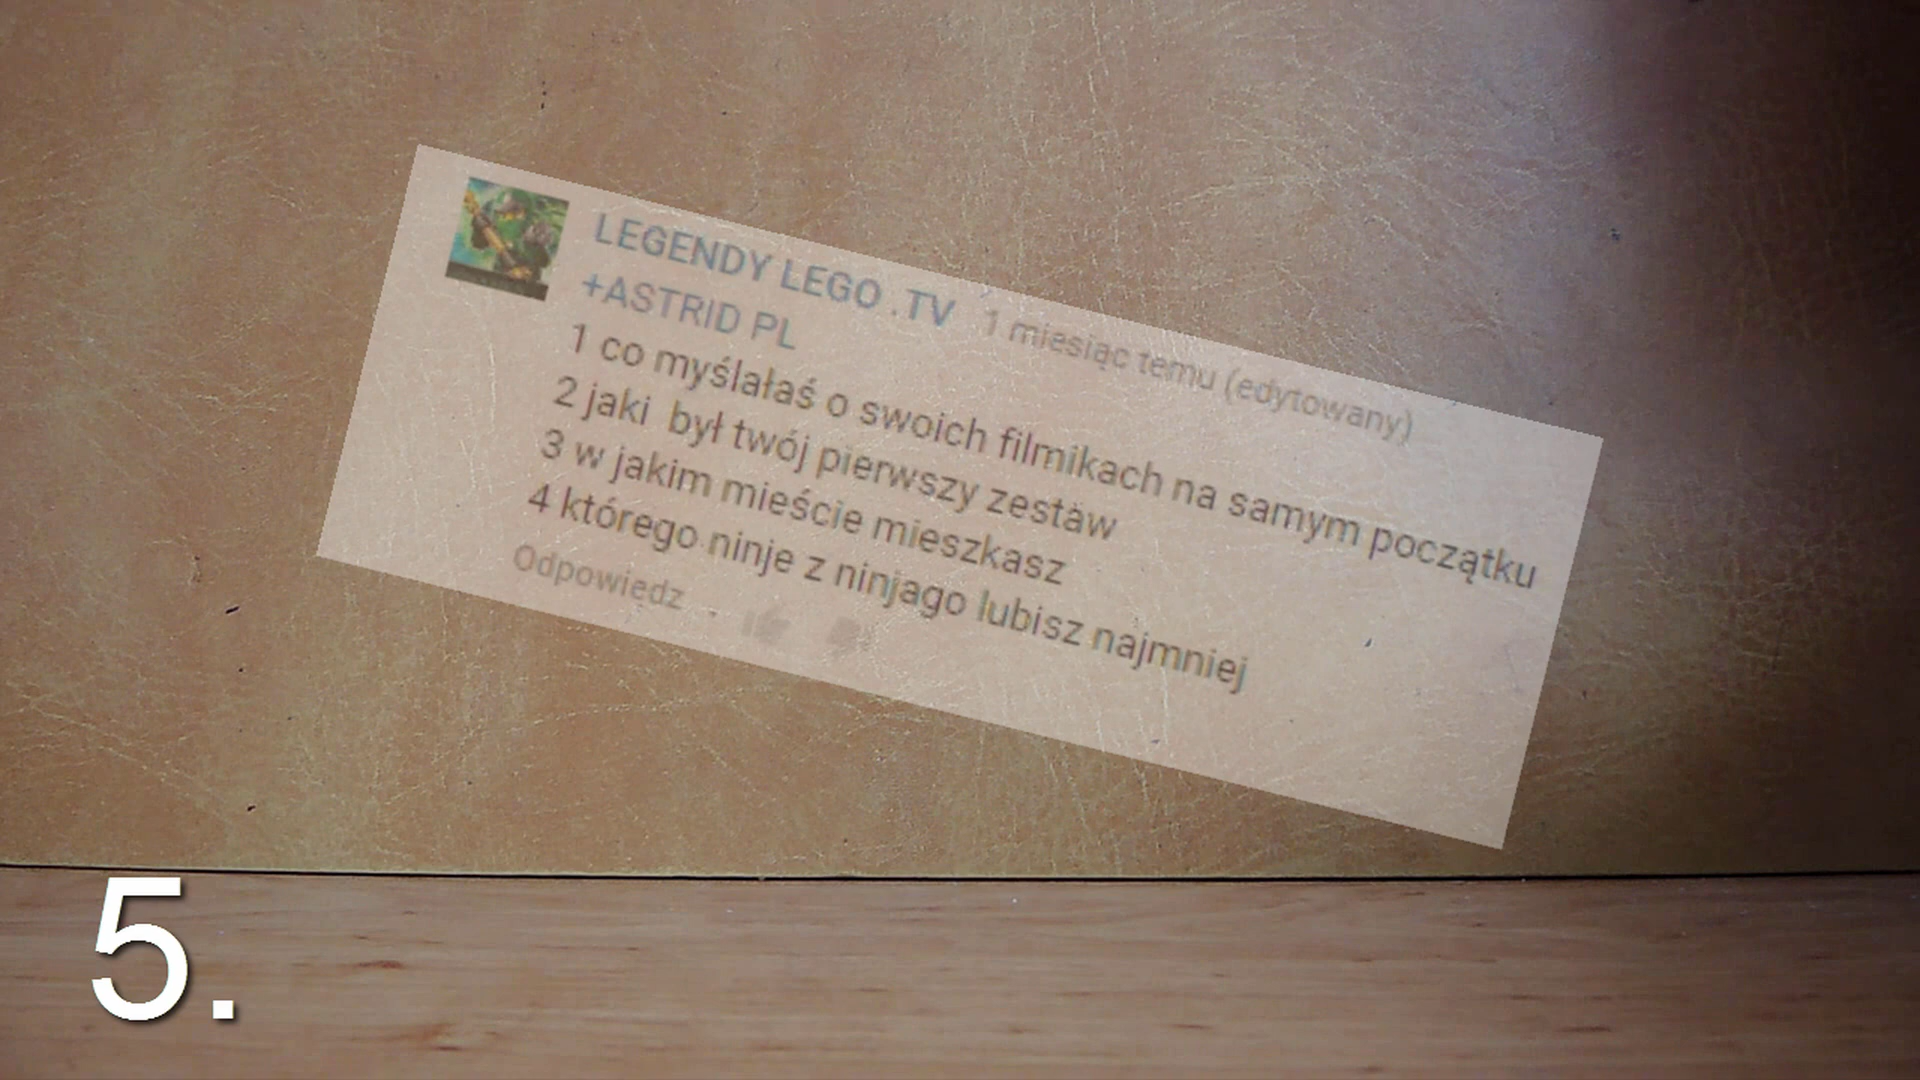 LEGENDY LEGO .TV 1 miesiąc temu (edytowany)
+ASTRID PL
1 co myślałaś o swoich filmikach na samym początku
2 jaki był twój pierwszy zestaw
3 w jakim mieście mieszkasz
4 którego ninje z ninjago lubisz najmniej
Odpowiedz
5.